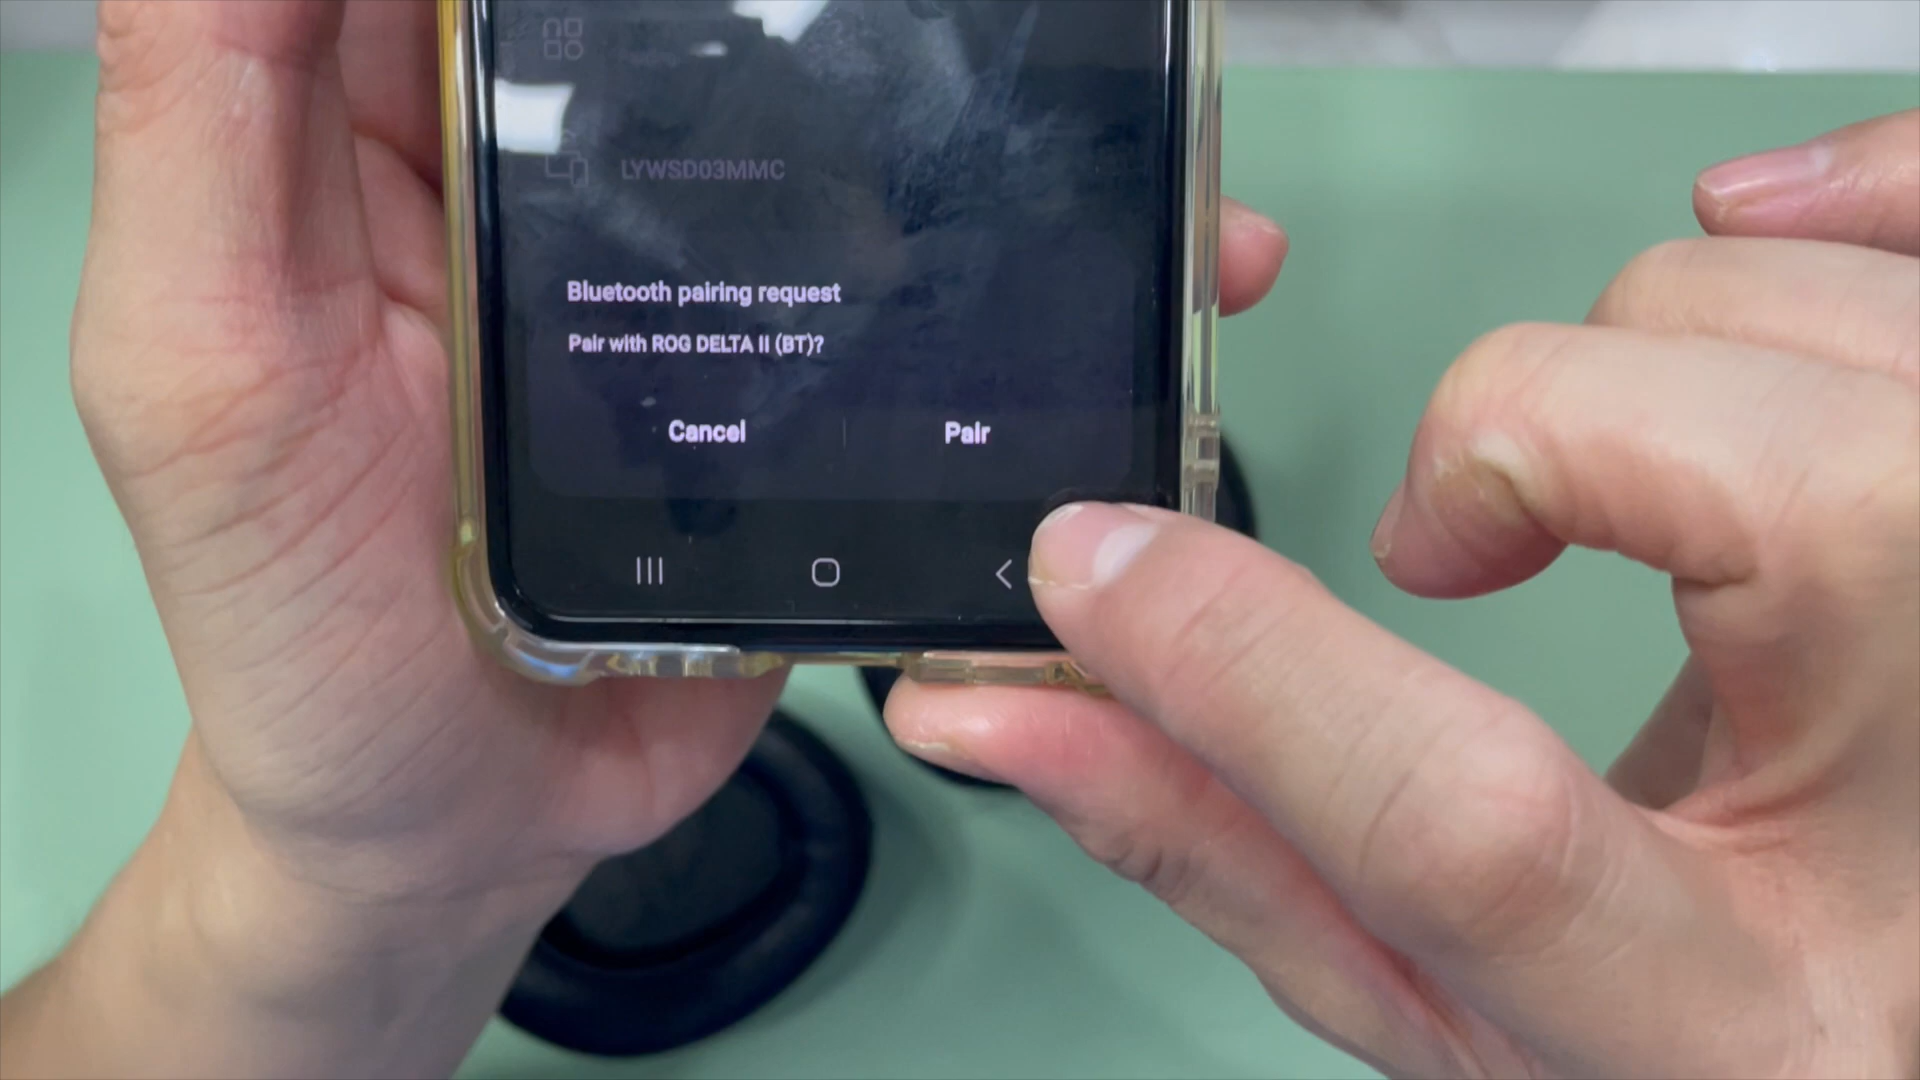 LYWSD03MMC
Bluetooth pairing request
Pair with ROG DELTA II (BT)?
Cancel
Pair